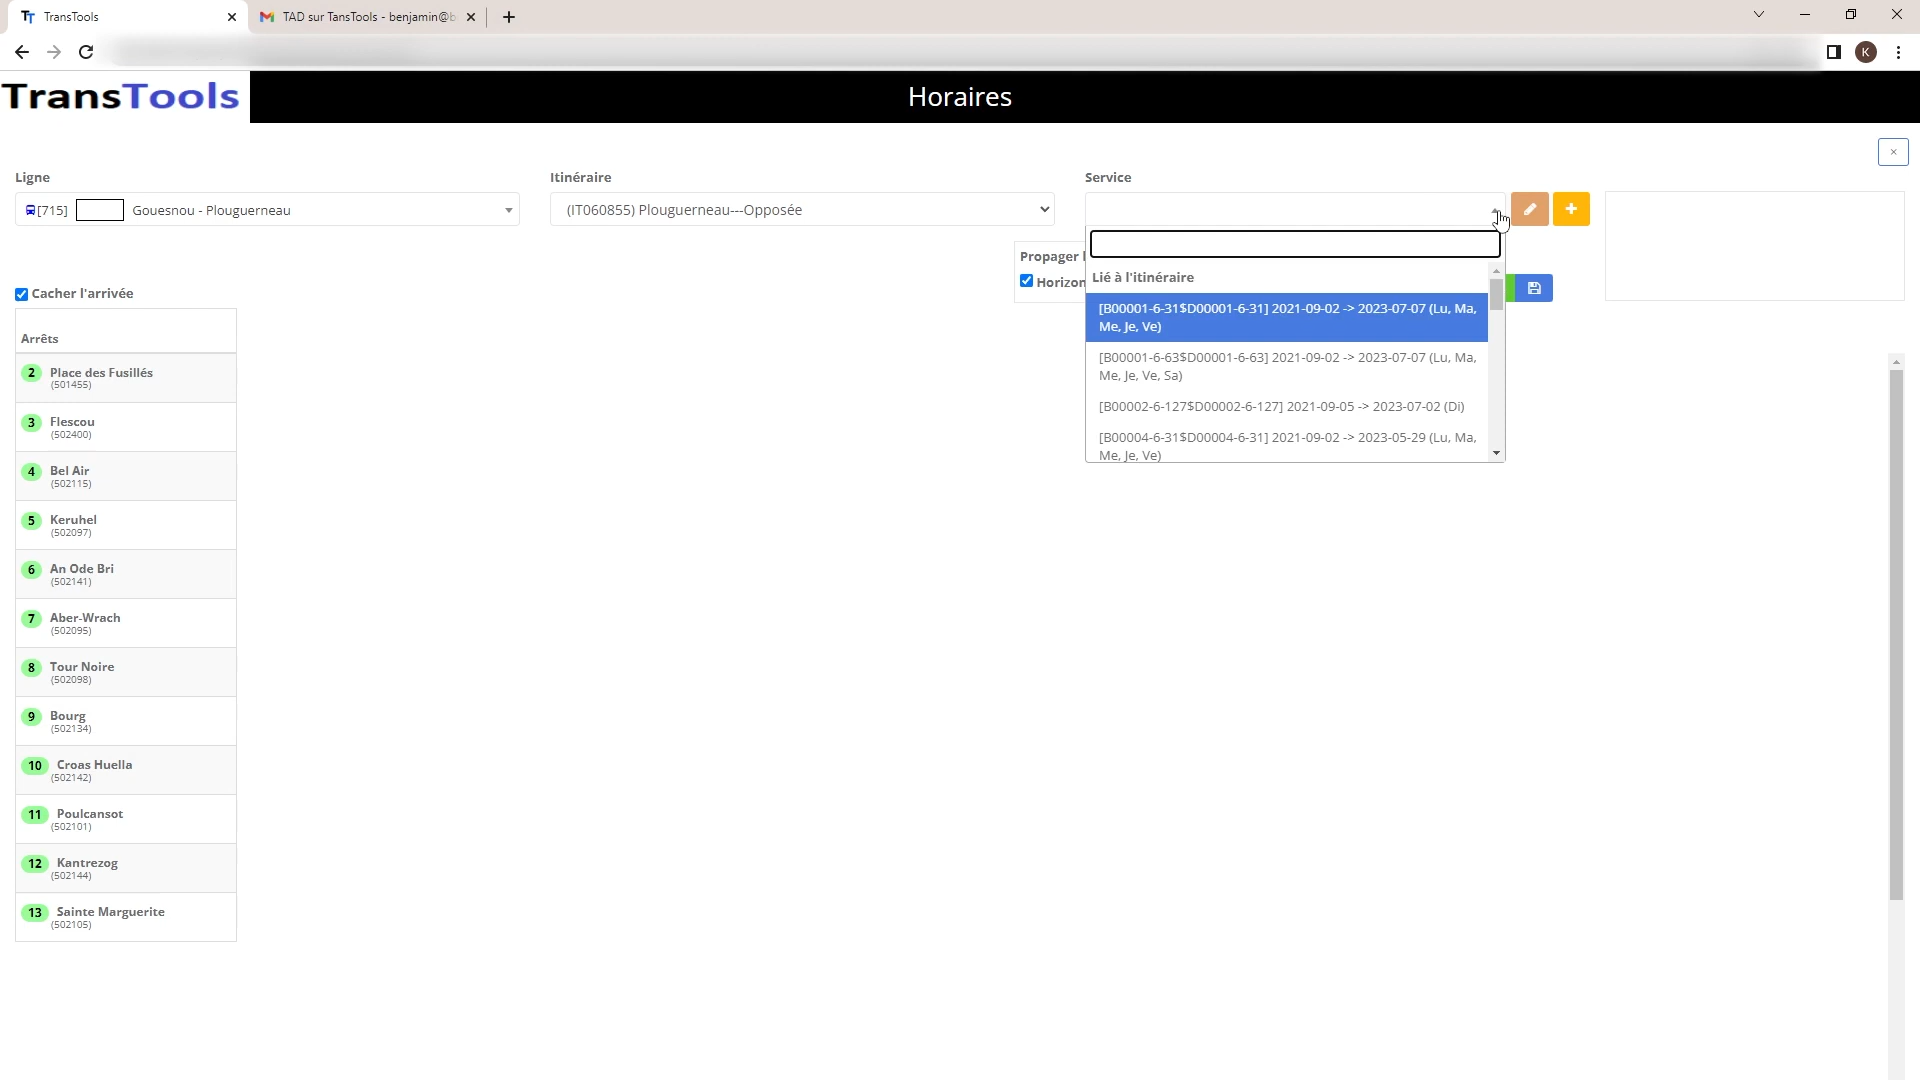 TransTools
TAD sur TansTools - benjamin@b
K
TransTools
Horaires
×
Ligne
Itinéraire
Service
[715] Gouesnou - Plouguerneau
(IT060855) Plouguerneau---Opposée
Propager l
Horizon
Lié à l'itinéraire
[B00001-6-31$D00001-6-31] 2021-09-02 -> 2023-07-07 (Lu, Ma,
Me, Je, Ve)
[B00001-6-63$D00001-6-63] 2021-09-02 -> 2023-07-07 (Lu, Ma,
Me, Je, Ve, Sa)
[B00002-6-127$D00002-6-127] 2021-09-05 -> 2023-07-02 (Di)
[B00004-6-31$D00004-6-31] 2021-09-02 -> 2023-05-29 (Lu, Ma,
Me, Je, Ve)
Cacher l'arrivée
Arrêts
2 Place des Fusillés
(501455)
3 Flescou
(502400)
4 Bel Air
(502115)
5 Keruhel
(502097)
6 An Ode Bri
(502141)
7 Aber-Wrach
(502095)
8 Tour Noire
(502098)
9 Bourg
(502134)
10 Croas Huella
(502142)
11 Poulcansot
(502101)
12 Kantrezog
(502144)
13 Sainte Marguerite
(502105)